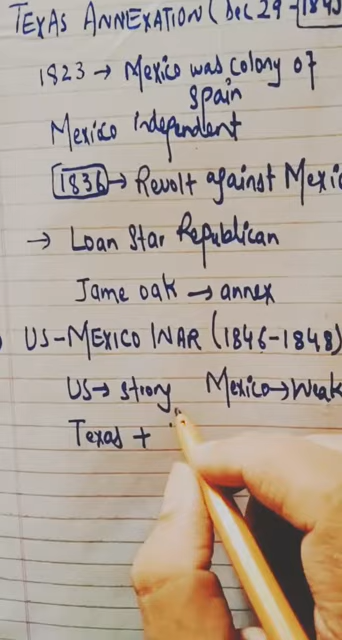 TEXAS ANNEXATION (Dec 29 - 1845
1823 → Mexico was colony of
Spain
Mexico independent
1836 → Revolt against Mexic
→ Loan Star Republican
Jame oak → annex
US-MEXICO WAR (1846-1848)
US → strong Mexico → Weak
Texas +